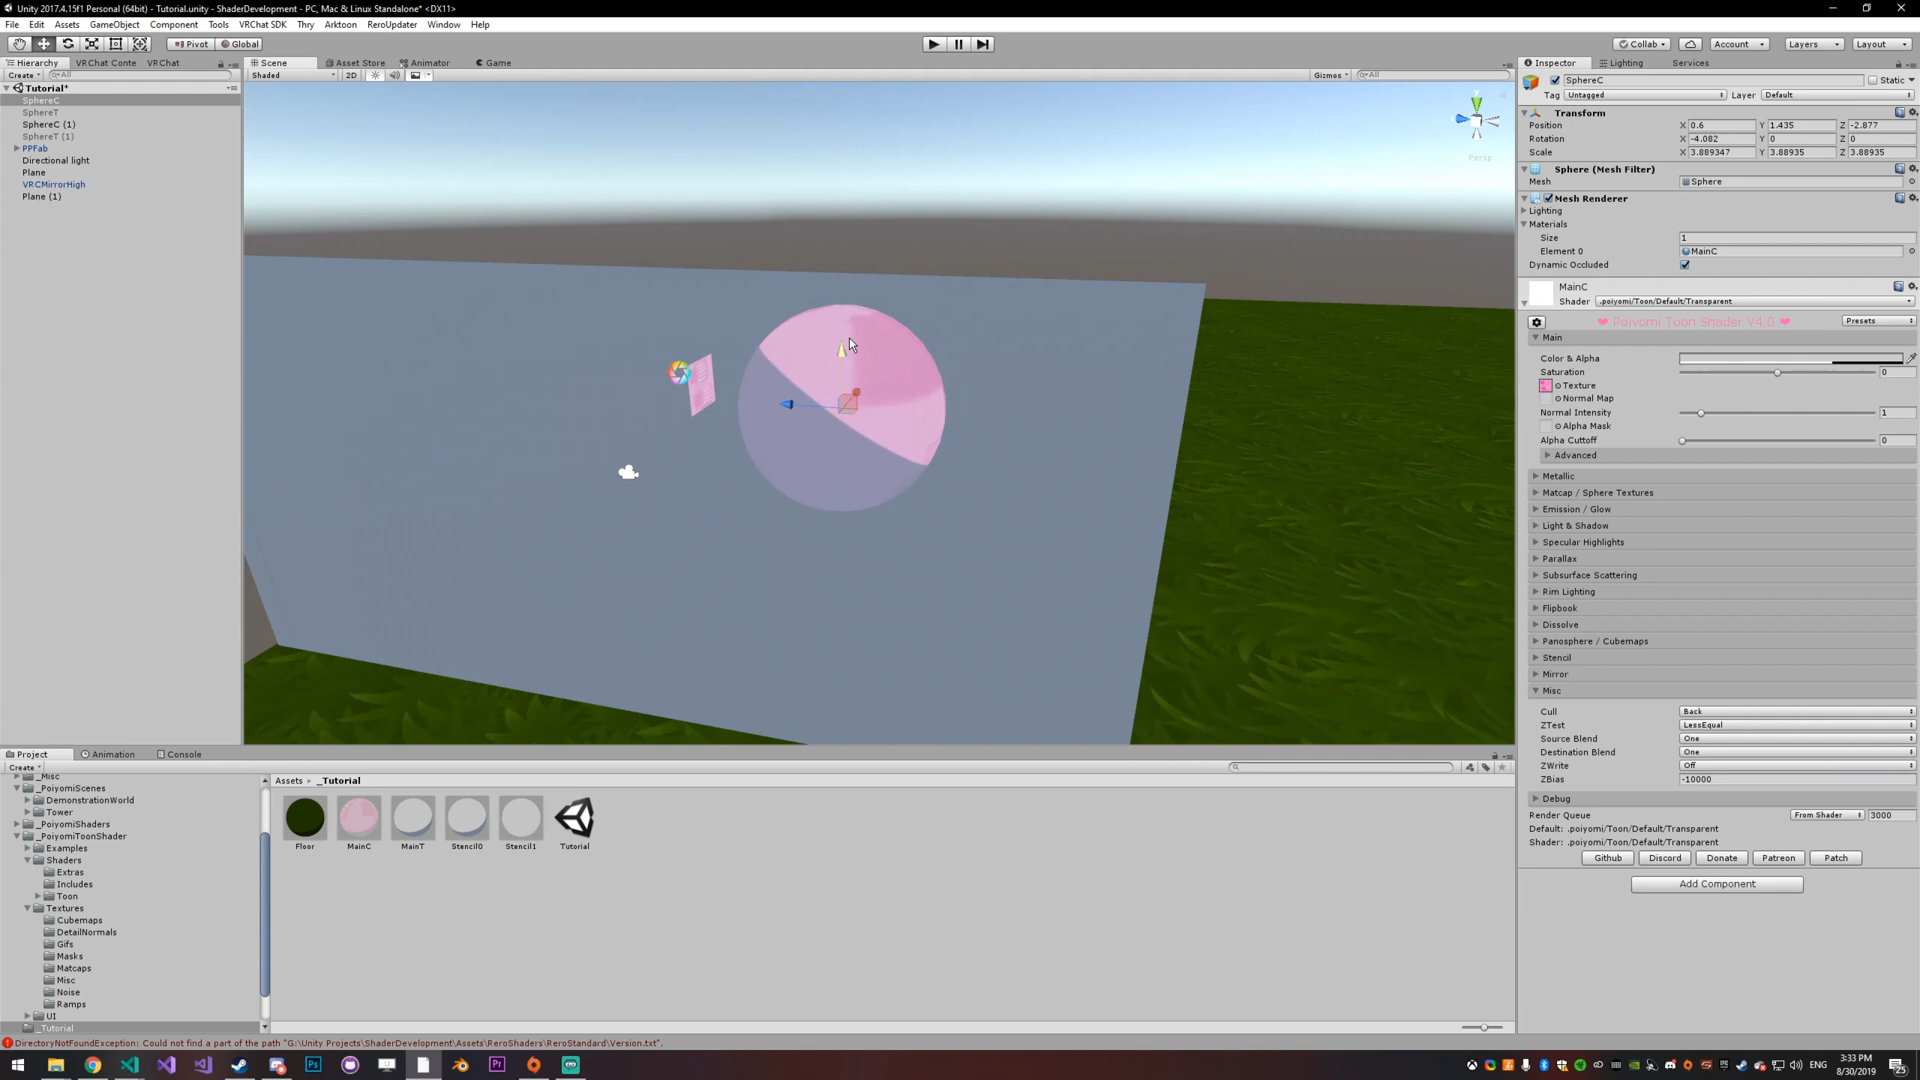 Unity 2017.4.15f1 Personal (64bit) - Tutorial.unity - ShaderDevelopment - PC, Mac & Linux Standalone* <DX11>
File Edit Assets GameObject Component Tools VRChat SDK Thry Arktoon ReroUpdater Window Help
Pivot Global Collab Account Layers Layout
Hierarchy VRChat Conte VRChat
Create All
Tutorial*
SphereC
SphereT
SphereC (1)
SphereT (1)
PPFab
Directional light
Plane
VRCMirrorHigh
Plane (1)
Scene Asset Store Animator Game
Shaded 2D Gizmos All
Persp
Inspector Lighting Services
SphereC Static
Tag Untagged Layer Default
Transform
Position X 0.6 Y 1.435 Z -2.877
Rotation X -4.082 Y 0 Z 0
Scale X 3.889347 Y 3.88935 Z 3.88935
Sphere (Mesh Filter)
Mesh Sphere
Mesh Renderer
Lighting
Materials
Size 1
Element 0 MainC
Dynamic Occluded
MainC
Shader .poiyomi/Toon/Default/Transparent
❤ Poiyomi Toon Shader V4.0 ❤ Presets
Main
Color & Alpha
Saturation 0
Texture
Normal Map
Normal Intensity 1
Alpha Mask
Alpha Cuttoff 0
Advanced
Metallic
Matcap / Sphere Textures
Emission / Glow
Light & Shadow
Specular Highlights
Parallax
Subsurface Scattering
Rim Lighting
Flipbook
Dissolve
Panosphere / Cubemaps
Stencil
Mirror
Misc
Cull Back
ZTest LessEqual
Source Blend One
Destination Blend One
ZWrite Off
ZBias -10000
Debug
Render Queue From Shader 3000
Default: .poiyomi/Toon/Default/Transparent
Shader: .poiyomi/Toon/Default/Transparent
Github Discord Donate Patreon Patch
Add Component
Project Animation Console
Create
_Misc
_PoiyomiScenes
DemonstrationWorld
Tower
_PoiyomiShaders
_PoiyomiToonShader
Examples
Shaders
Extras
Includes
Toon
Textures
Cubemaps
DetailNormals
Gifs
Masks
Matcaps
Misc
Noise
Ramps
UI
_Tutorial
Assets _Tutorial
Floor MainC MainT Stencil0 Stencil1 Tutorial
DirectoryNotFoundException: Could not find a part of the path "G:\Unity Projects\ShaderDevelopment\Assets\ReroShaders\ReroStandard\Version.txt".
Ps Pr
ENG
3:33 PM
8/30/2019
25